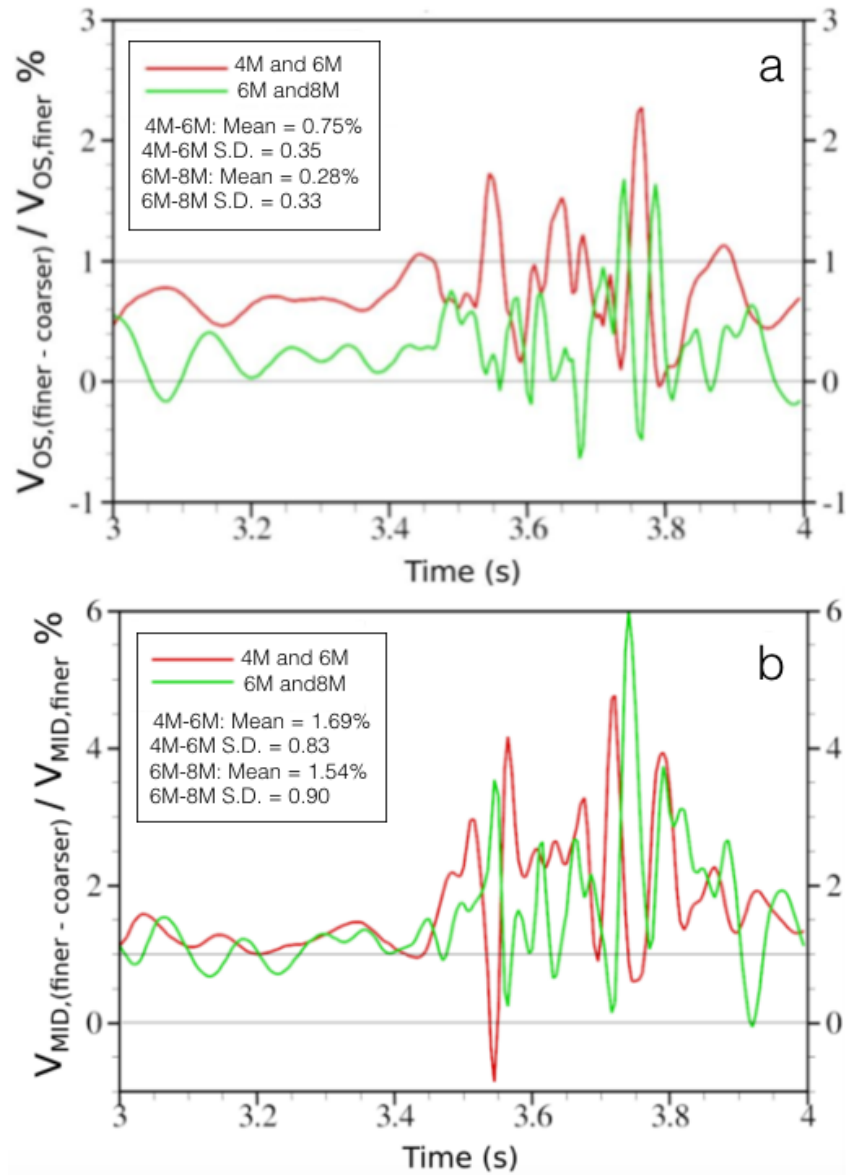 3
3
a
4M and 6M
6M and8M
4M-6M: Mean = 0.75%
4M-6M S.D. = 0.35
6M-8M: Mean = 0.28%
6M-8M S.D. = 0.33
2
2
1
1
0
0
-1
-1
VOS,(finer - coarser) / VOS,finer %
3
3.2
3.4
3.6
3.8
4
Time (s)
6
6
b
4M and 6M
6M and8M
4M-6M: Mean = 1.69%
4M-6M S.D. = 0.83
6M-8M: Mean = 1.54%
6M-8M S.D. = 0.90
4
4
2
2
0
0
VMID,(finer - coarser) / VMID,finer %
3
3.2
3.4
3.6
3.8
4
Time (s)